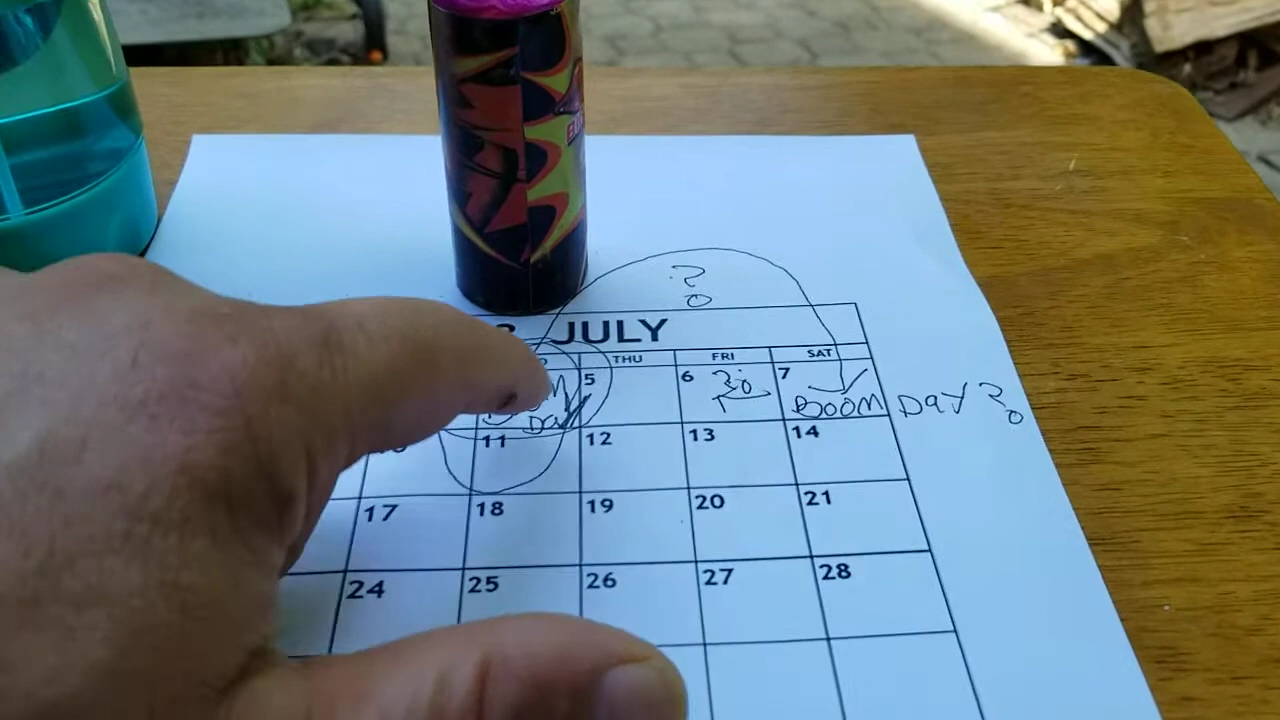 ?
JULY
THU FRI SAT
5 6 7
BOOM DAY?
DAY
11 12 13 14
17 18 19 20 21
24 25 26 27 28